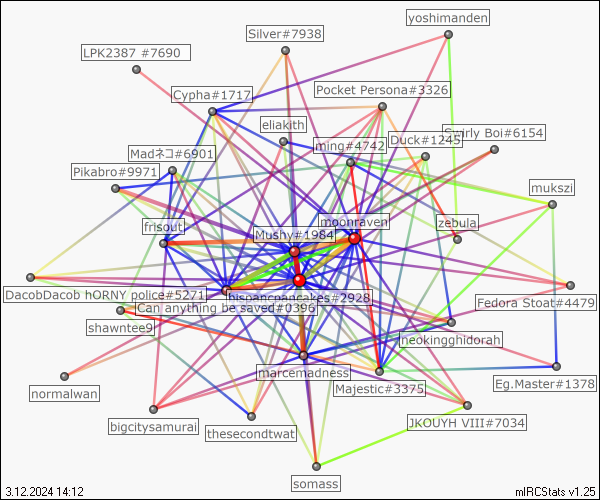 yoshimanden
Silver#7938
LPK2387 #7690
Pocket Persona#3326
Cypha#1717
eliakith
Swirly Boi#6154
Duck#1245
ming#4742
Madネコ#6901
Pikabro#9971
mukszi
moonraven
zebula
frisout
Mushy#1984
DacobDacob hORNY police#5271
hispancpancakes#2928
Fedora Stoat#4479
Can anything be saved#0396
shawntee9
neokingghidorah
marcemadness
Majestic#3375
Eg.Master#1378
normalwan
bigcitysamurai
thesecondtwat
JKOUYH VIII#7034
somass
3.12.2024 14:12
mIRCStats v1.25